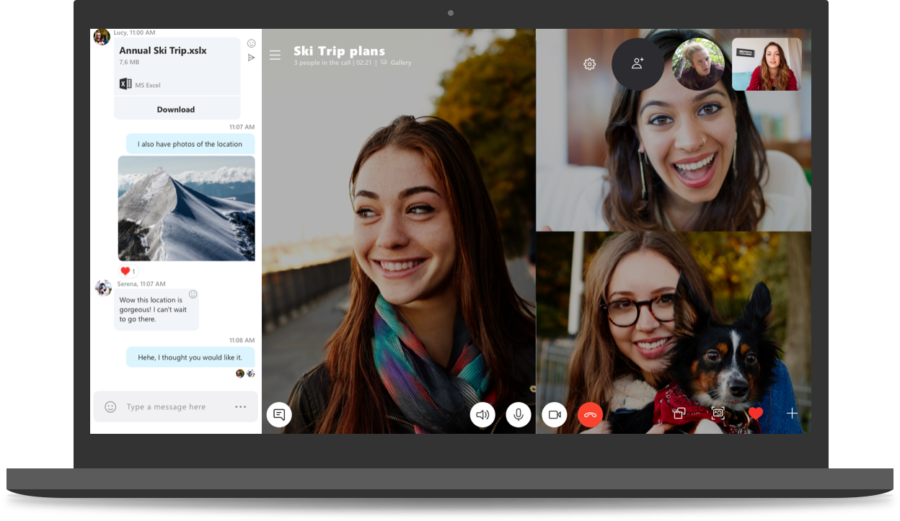 Lucy, 11:00 AM
Annual Ski Trip.xslx
7,6 MB
MS Excel
Download
11:07 AM
I also have photos of the location
1
Serena, 11:07 AM
Wow this location is
gorgeous! I can't wait
to go there.
11:08 AM
Hehe, I thought you would like it.
Type a message here
Ski Trip plans
3 people in the call | 02:21 | Gallery